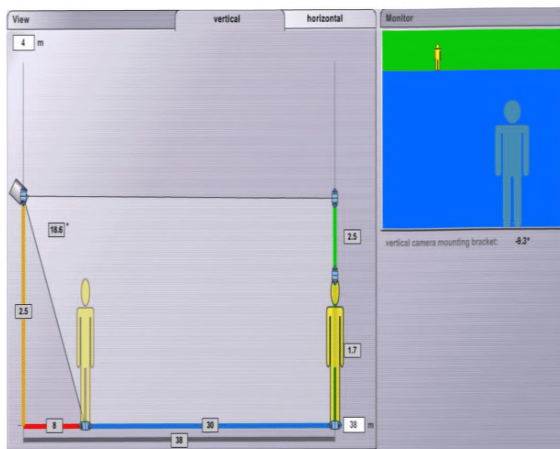 View
vertical
horizontal
4 m
18.6 °
2.5
2.5
1.7
8
30
38 m
38
Monitor
vertical camera mounting bracket: -9.3°